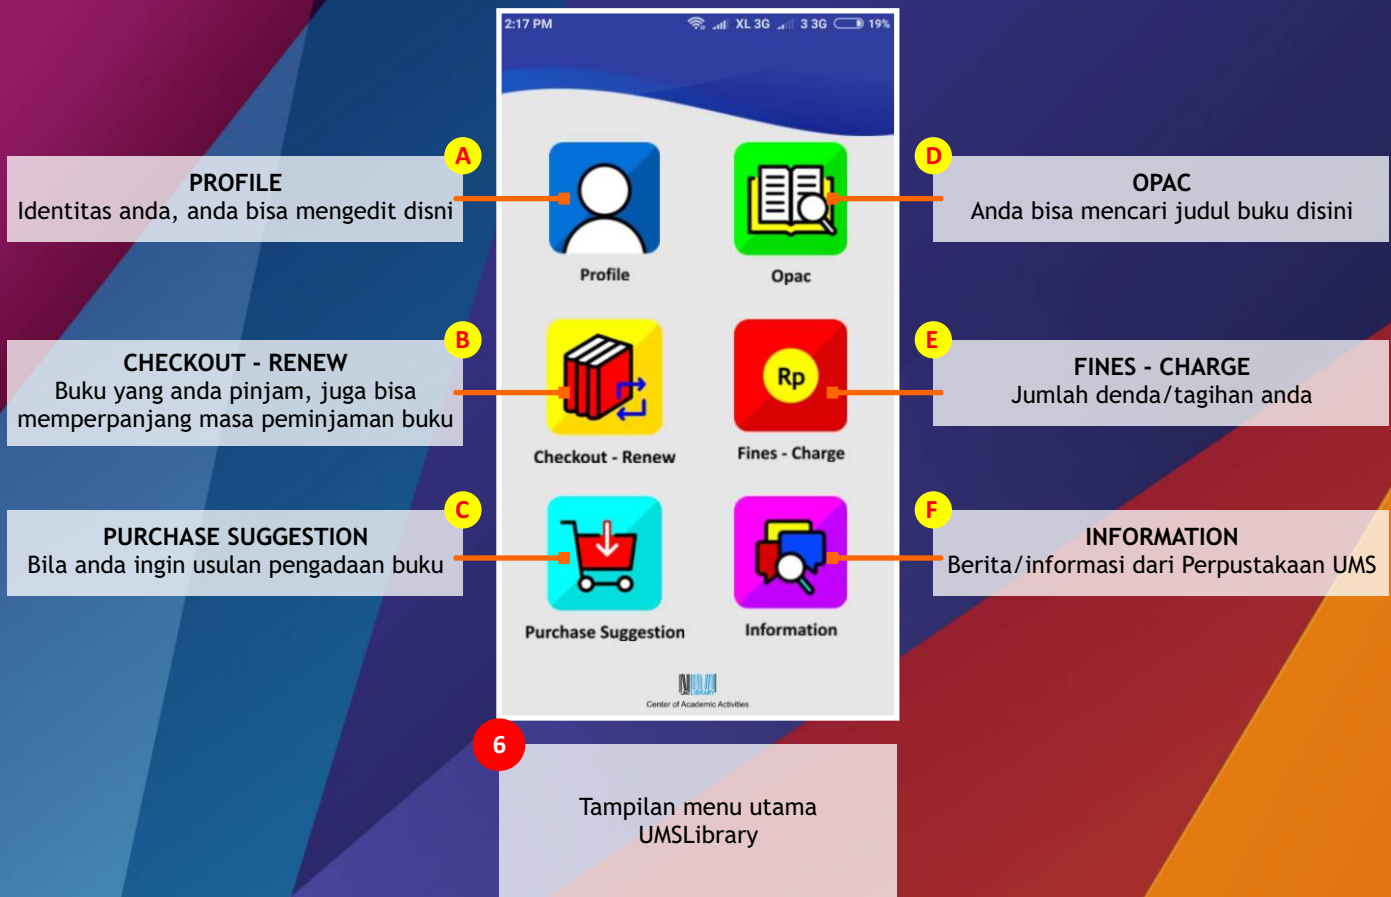 2:17 PM XL 3G 3 3G 19%
A
PROFILE
Identitas anda, anda bisa mengedit disni
B
CHECKOUT - RENEW
Buku yang anda pinjam, juga bisa
memperpanjang masa peminjaman buku
C
PURCHASE SUGGESTION
Bila anda ingin usulan pengadaan buku
Profile
Opac
Rp
Checkout - Renew
Fines - Charge
Purchase Suggestion
Information
LIBRARY
Center of Academic Activities
D
OPAC
Anda bisa mencari judul buku disini
E
FINES - CHARGE
Jumlah denda/tagihan anda
F
INFORMATION
Berita/informasi dari Perpustakaan UMS
6
Tampilan menu utama
UMSLibrary